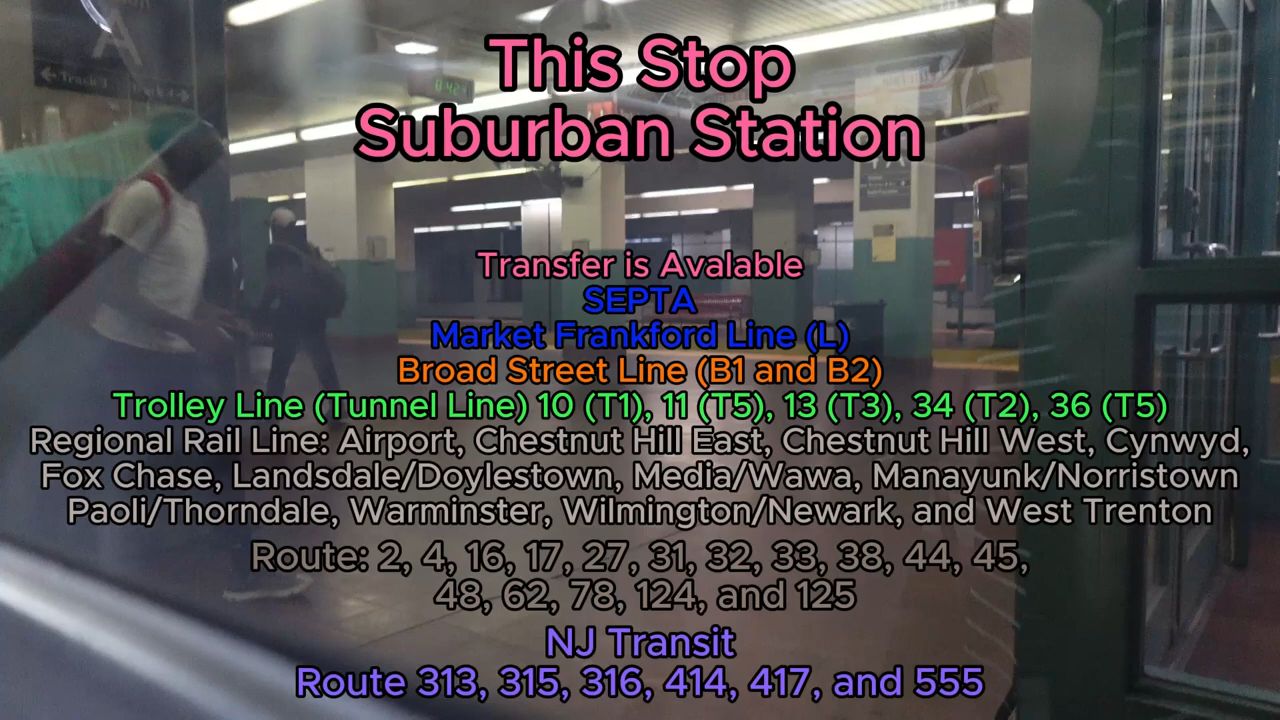 This Stop
Suburban Station
← Track 1
Track 4 →
Transfer is Avalable
SEPTA
Market Frankford Line (L)
Broad Street Line (B1 and B2)
Trolley Line (Tunnel Line) 10 (T1), 11 (T5), 13 (T3), 34 (T2), 36 (T5)
Regional Rail Line: Airport, Chestnut Hill East, Chestnut Hill West, Cynwyd,
Fox Chase, Landsdale/Doylestown, Media/Wawa, Manayunk/Norristown
Paoli/Thorndale, Warminster, Wilmington/Newark, and West Trenton
Route: 2, 4, 16, 17, 27, 31, 32, 33, 38, 44, 45,
48, 62, 78, 124, and 125
NJ Transit
Route 313, 315, 316, 414, 417, and 555